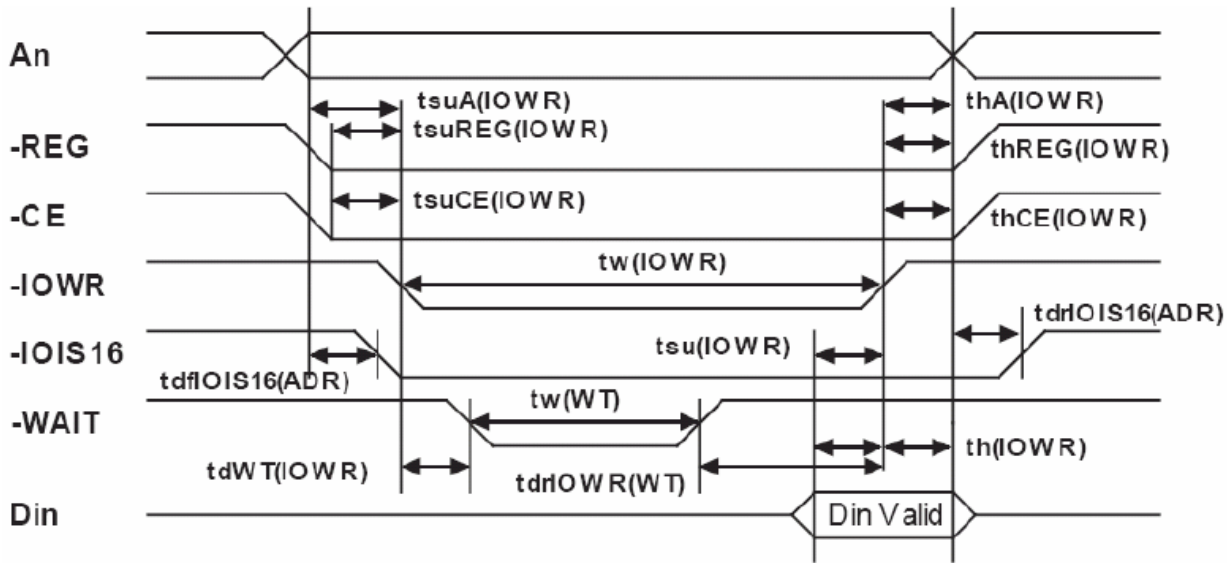 An
tsuA(IOWR)
thA(IOWR)
tsuREG(IOWR)
-REG
thREG(IOWR)
tsuCE(IOWR)
-CE
thCE(IOWR)
tw(IOWR)
-IOWR
tdrIOIS16(ADR)
-IOIS16
tsu(IOWR)
tdfIOIS16(ADR)
tw(WT)
-WAIT
th(IOWR)
tdWT(IOWR)
tdrIOWR(WT)
Din
Din Valid